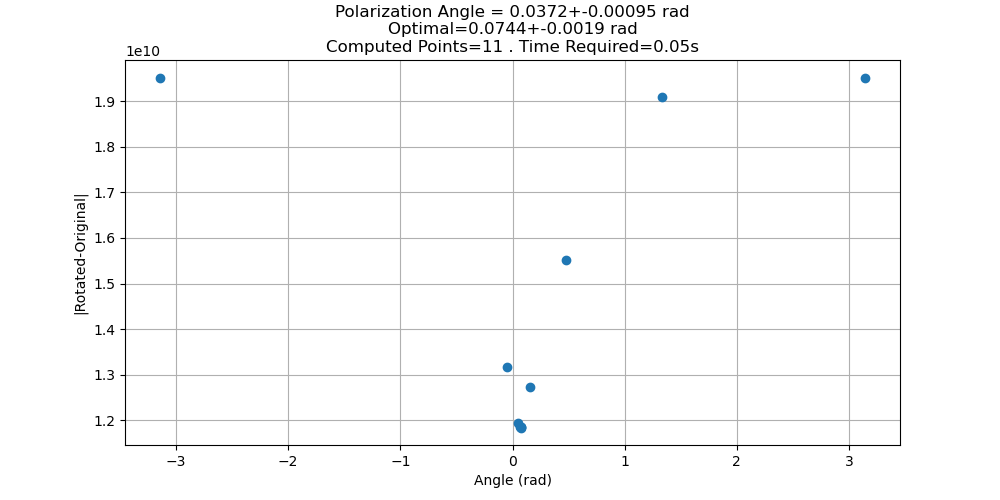 Polarization Angle = 0.0372+-0.00095 rad
Optimal=0.0744+-0.0019 rad
Computed Points=11 . Time Required=0.05s
1e10
1.9
1.8
1.7
1.6
1.5
1.4
1.3
1.2
|Rotated-Original|
−3 −2 −1 0 1 2 3
Angle (rad)